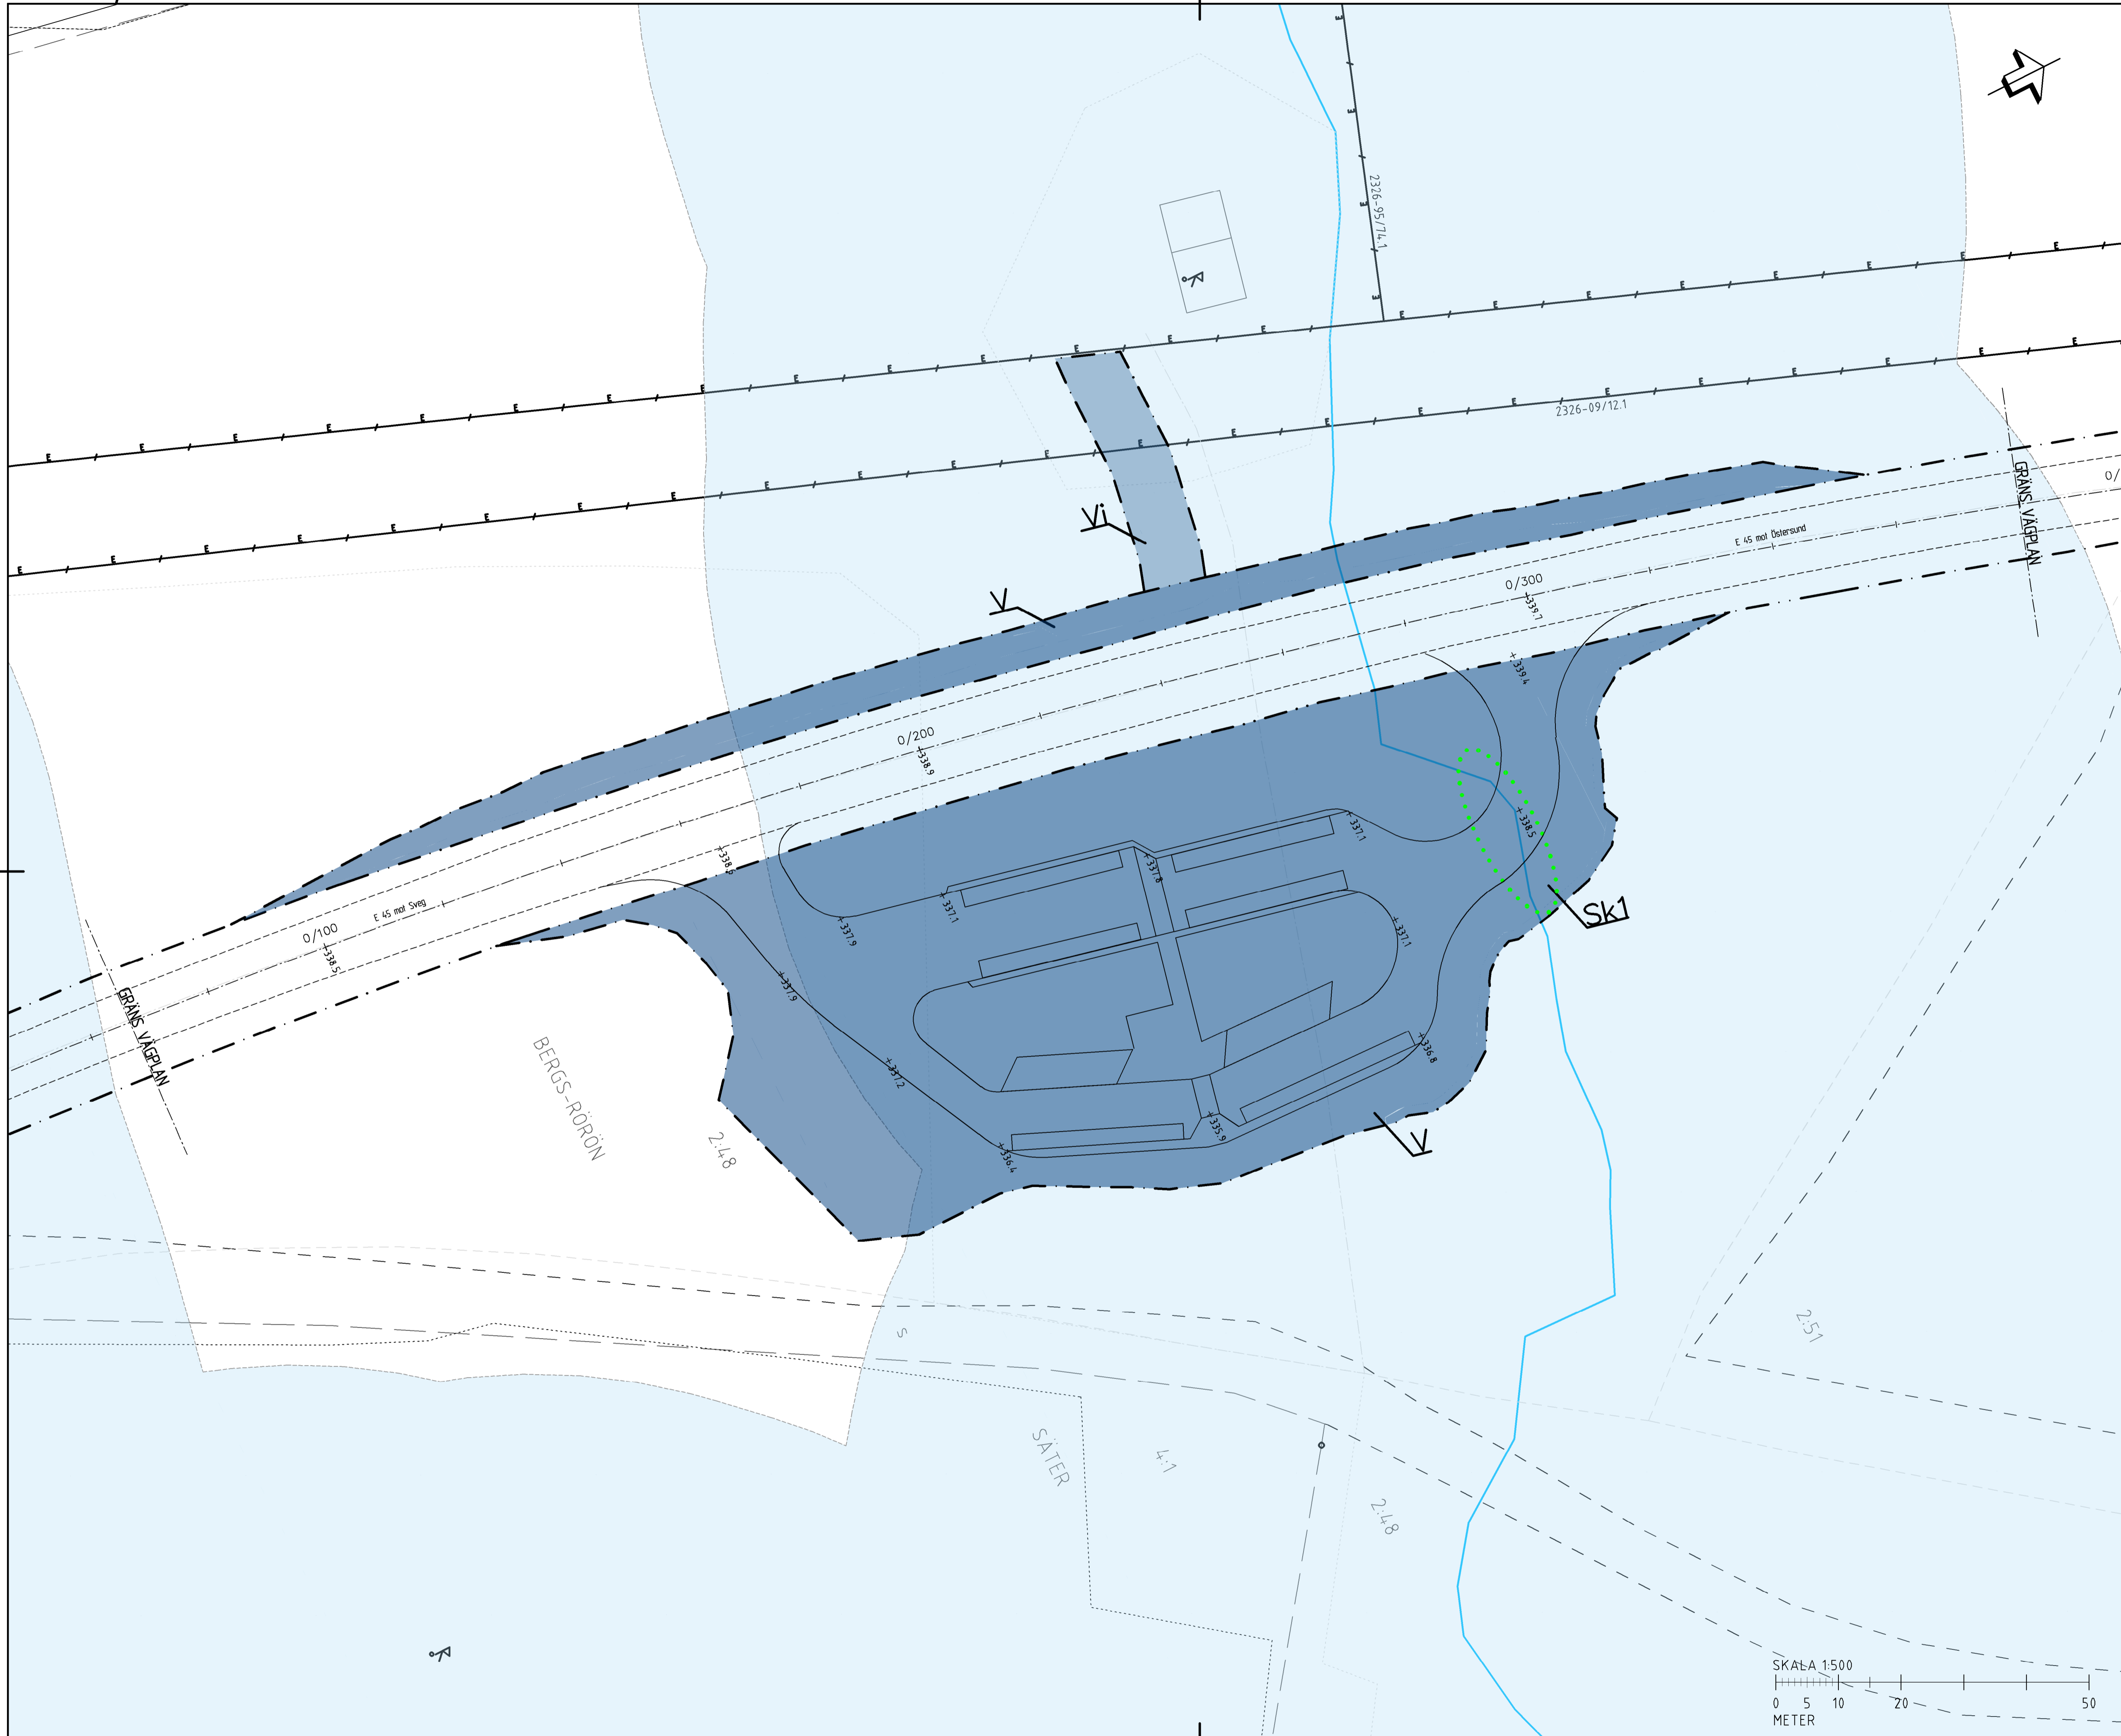 2326-95/74.1
2326-09/12.1
GRÄNS VÄGPLAN
0/
E 45 mot Östersund
Vi
V
0/300
+339.7
+339.4
0/200
+338.9
+338.5
+337.1
+337.8
+338.5
E 45 mot Sveg
0/100
+338.5
+337.1
+337.9
+337.1
Sk1
GRÄNS VÄGPLAN
+337.9
+337.2
+336.8
BERGS-RÖRÖN
2:48
+336.4
+335.9
V
S
2:51
SÄTER
4:1
2:48
SKALA 1:500
0 5 10 20 50
METER